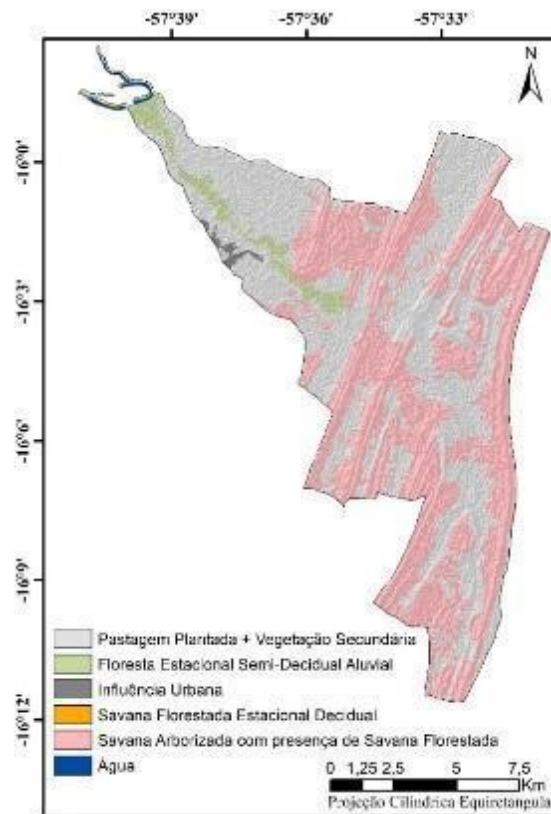 -57°39' -57°36' -57°33'
N
-16°0'
-16°3'
-16°6'
-16°9'
-16°12'
Pastagem Plantada + Vegetação Secundária
Floresta Estacional Semi-Decidual Aluvial
Influência Urbana
Savana Florestada Estacional Decidual
Savana Arborizada com presença de Savana Florestada
Água
0 1,25 2,5 5 7,5
Km
Projeção Cilíndrica Equiretangula